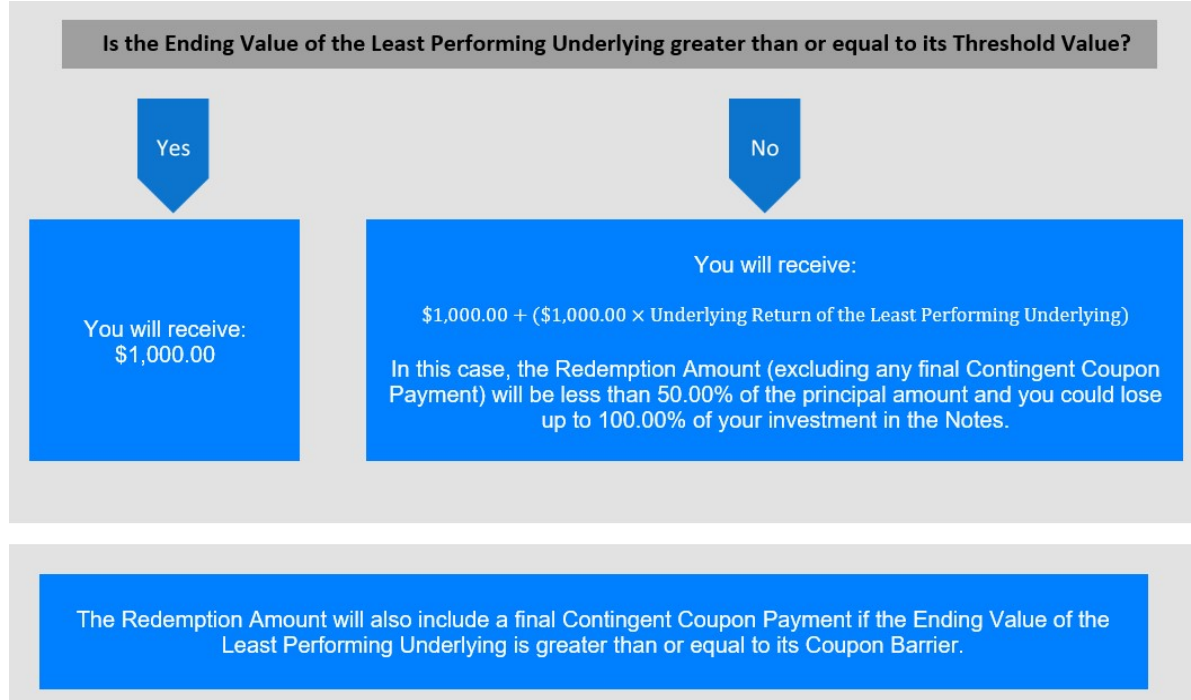 Is the Ending Value of the Least Performing Underlying greater than or equal to its Threshold Value?
Yes
No
You will receive:
$1,000.00
You will receive:
$1,000.00 + ($1,000.00 × Underlying Return of the Least Performing Underlying)
In this case, the Redemption Amount (excluding any final Contingent Coupon
Payment) will be less than 50.00% of the principal amount and you could lose
up to 100.00% of your investment in the Notes.
The Redemption Amount will also include a final Contingent Coupon Payment if the Ending Value of the
Least Performing Underlying is greater than or equal to its Coupon Barrier.